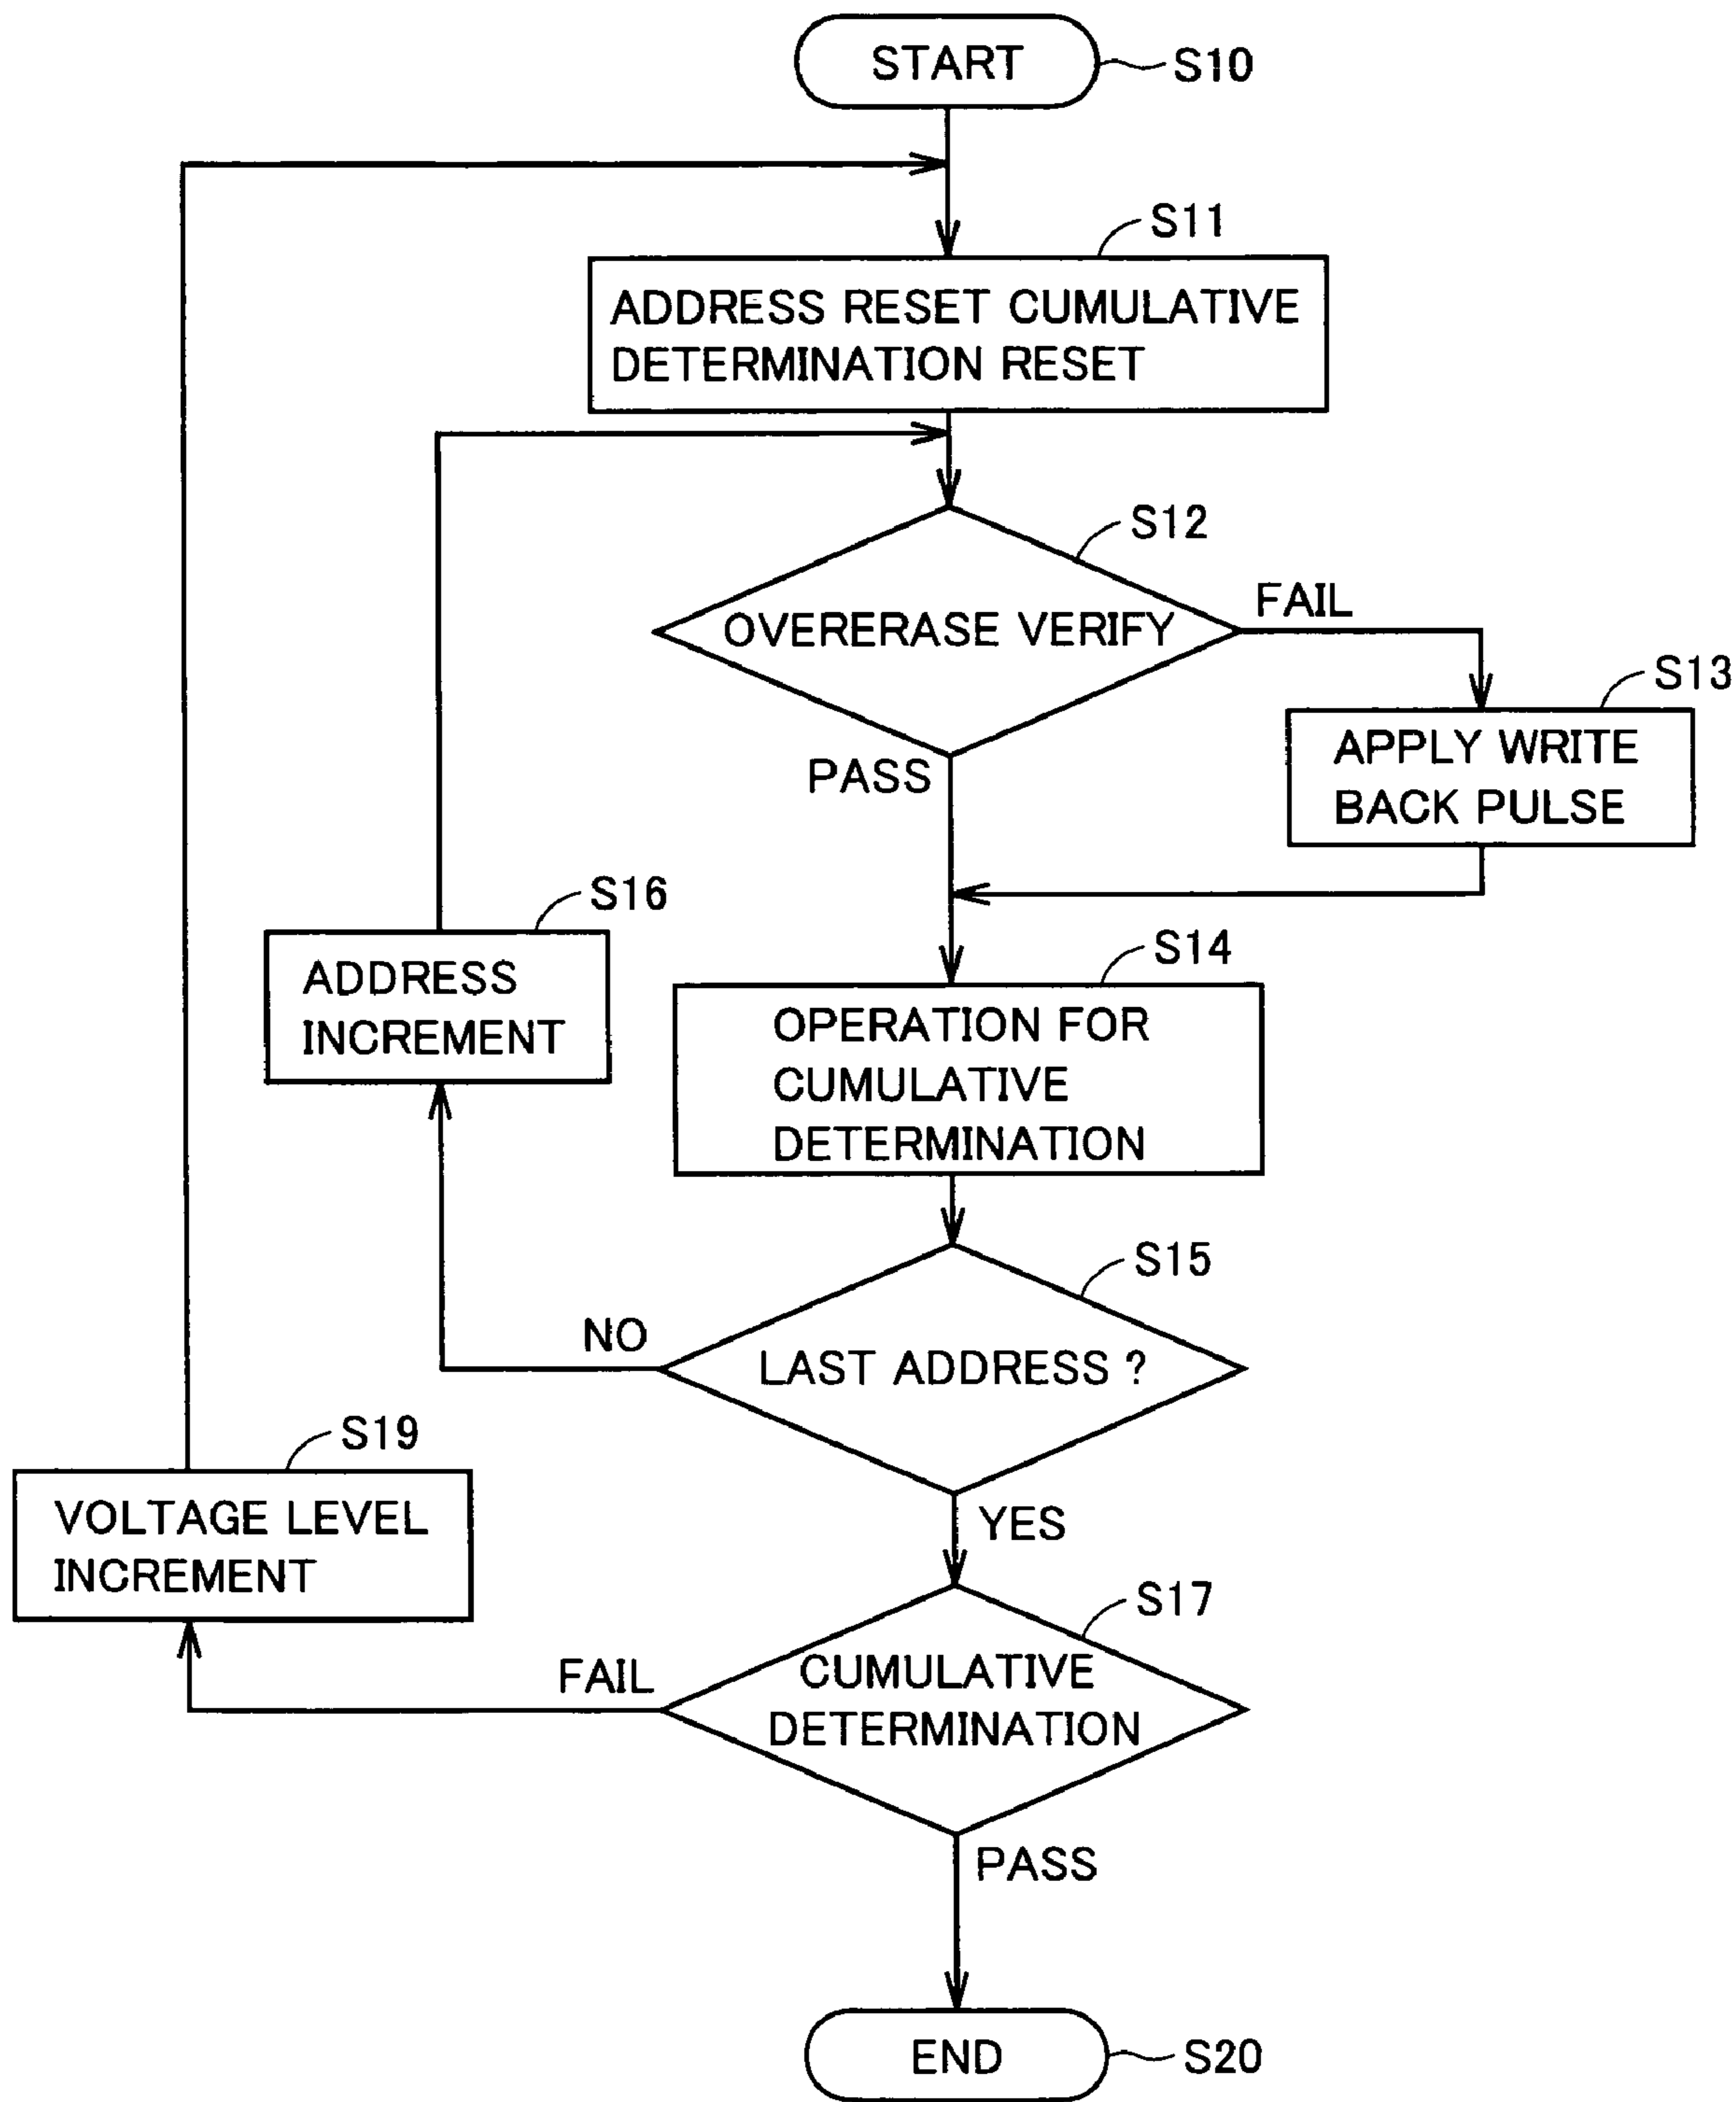 START
S10
S11
ADDRESS RESET CUMULATIVE
DETERMINATION RESET
S12
OVERERASE VERIFY
FAIL
S13
APPLY WRITE
BACK PULSE
PASS
S16
ADDRESS
INCREMENT
S14
OPERATION FOR
CUMULATIVE
DETERMINATION
S15
NO
LAST ADDRESS ?
S19
VOLTAGE LEVEL
INCREMENT
YES
S17
FAIL
CUMULATIVE
DETERMINATION
PASS
END
S20